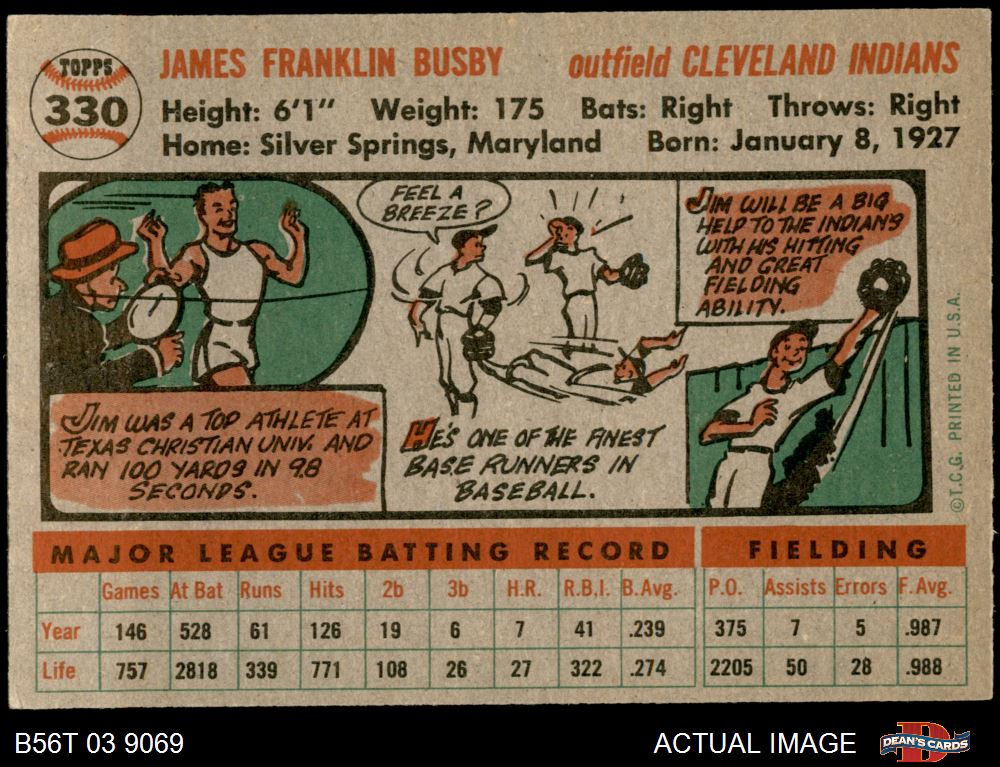 TOPPS
330
JAMES FRANKLIN BUSBY outfield CLEVELAND INDIANS
Height: 6'1" Weight: 175 Bats: Right Throws: Right
Home: Silver Springs, Maryland Born: January 8, 1927
JIM WAS A TOP ATHLETE AT
TEXAS CHRISTIAN UNIV. AND
RAN 100 YARDS IN 9.8
SECONDS.
FEEL A
BREEZE?
HE'S ONE OF THE FINEST
BASE RUNNERS IN
BASEBALL.
JIM WILL BE A BIG
HELP TO THE INDIANS
WITH HIS HITTING
AND GREAT
FIELDING
ABILITY.
©T.C.G. PRINTED IN U.S.A.
MAJOR LEAGUE BATTING RECORD FIELDING
Games At Bat Runs Hits 2b 3b H.R. R.B.I. B.Avg. P.O. Assists Errors F.Avg.
Year 146 528 61 126 19 6 7 41 .239 375 7 5 .987
Life 757 2818 339 771 108 26 27 322 .274 2205 50 28 .988
B56T 03 9069 ACTUAL IMAGE DEAN'S CARDS